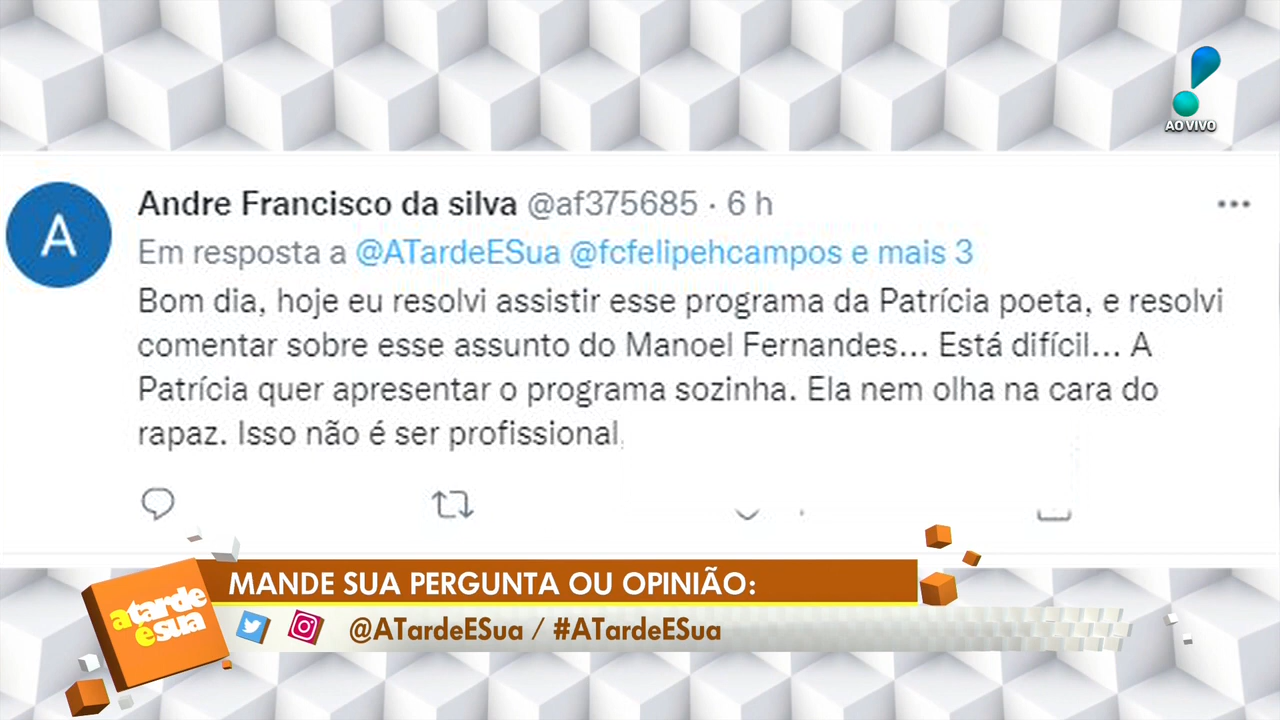 AO VIVO
A
Andre Francisco da silva @af375685 · 6 h
Em resposta a @ATardeESua @fcfelipehcampos e mais 3
Bom dia, hoje eu resolvi assistir esse programa da Patrícia poeta, e resolvi
comentar sobre esse assunto do Manoel Fernandes... Está difícil... A
Patrícia quer apresentar o programa sozinha. Ela nem olha na cara do
rapaz. Isso não é ser profissional.
MANDE SUA PERGUNTA OU OPINIÃO:
a tarde
é sua
@ATardeESua / #ATardeESua